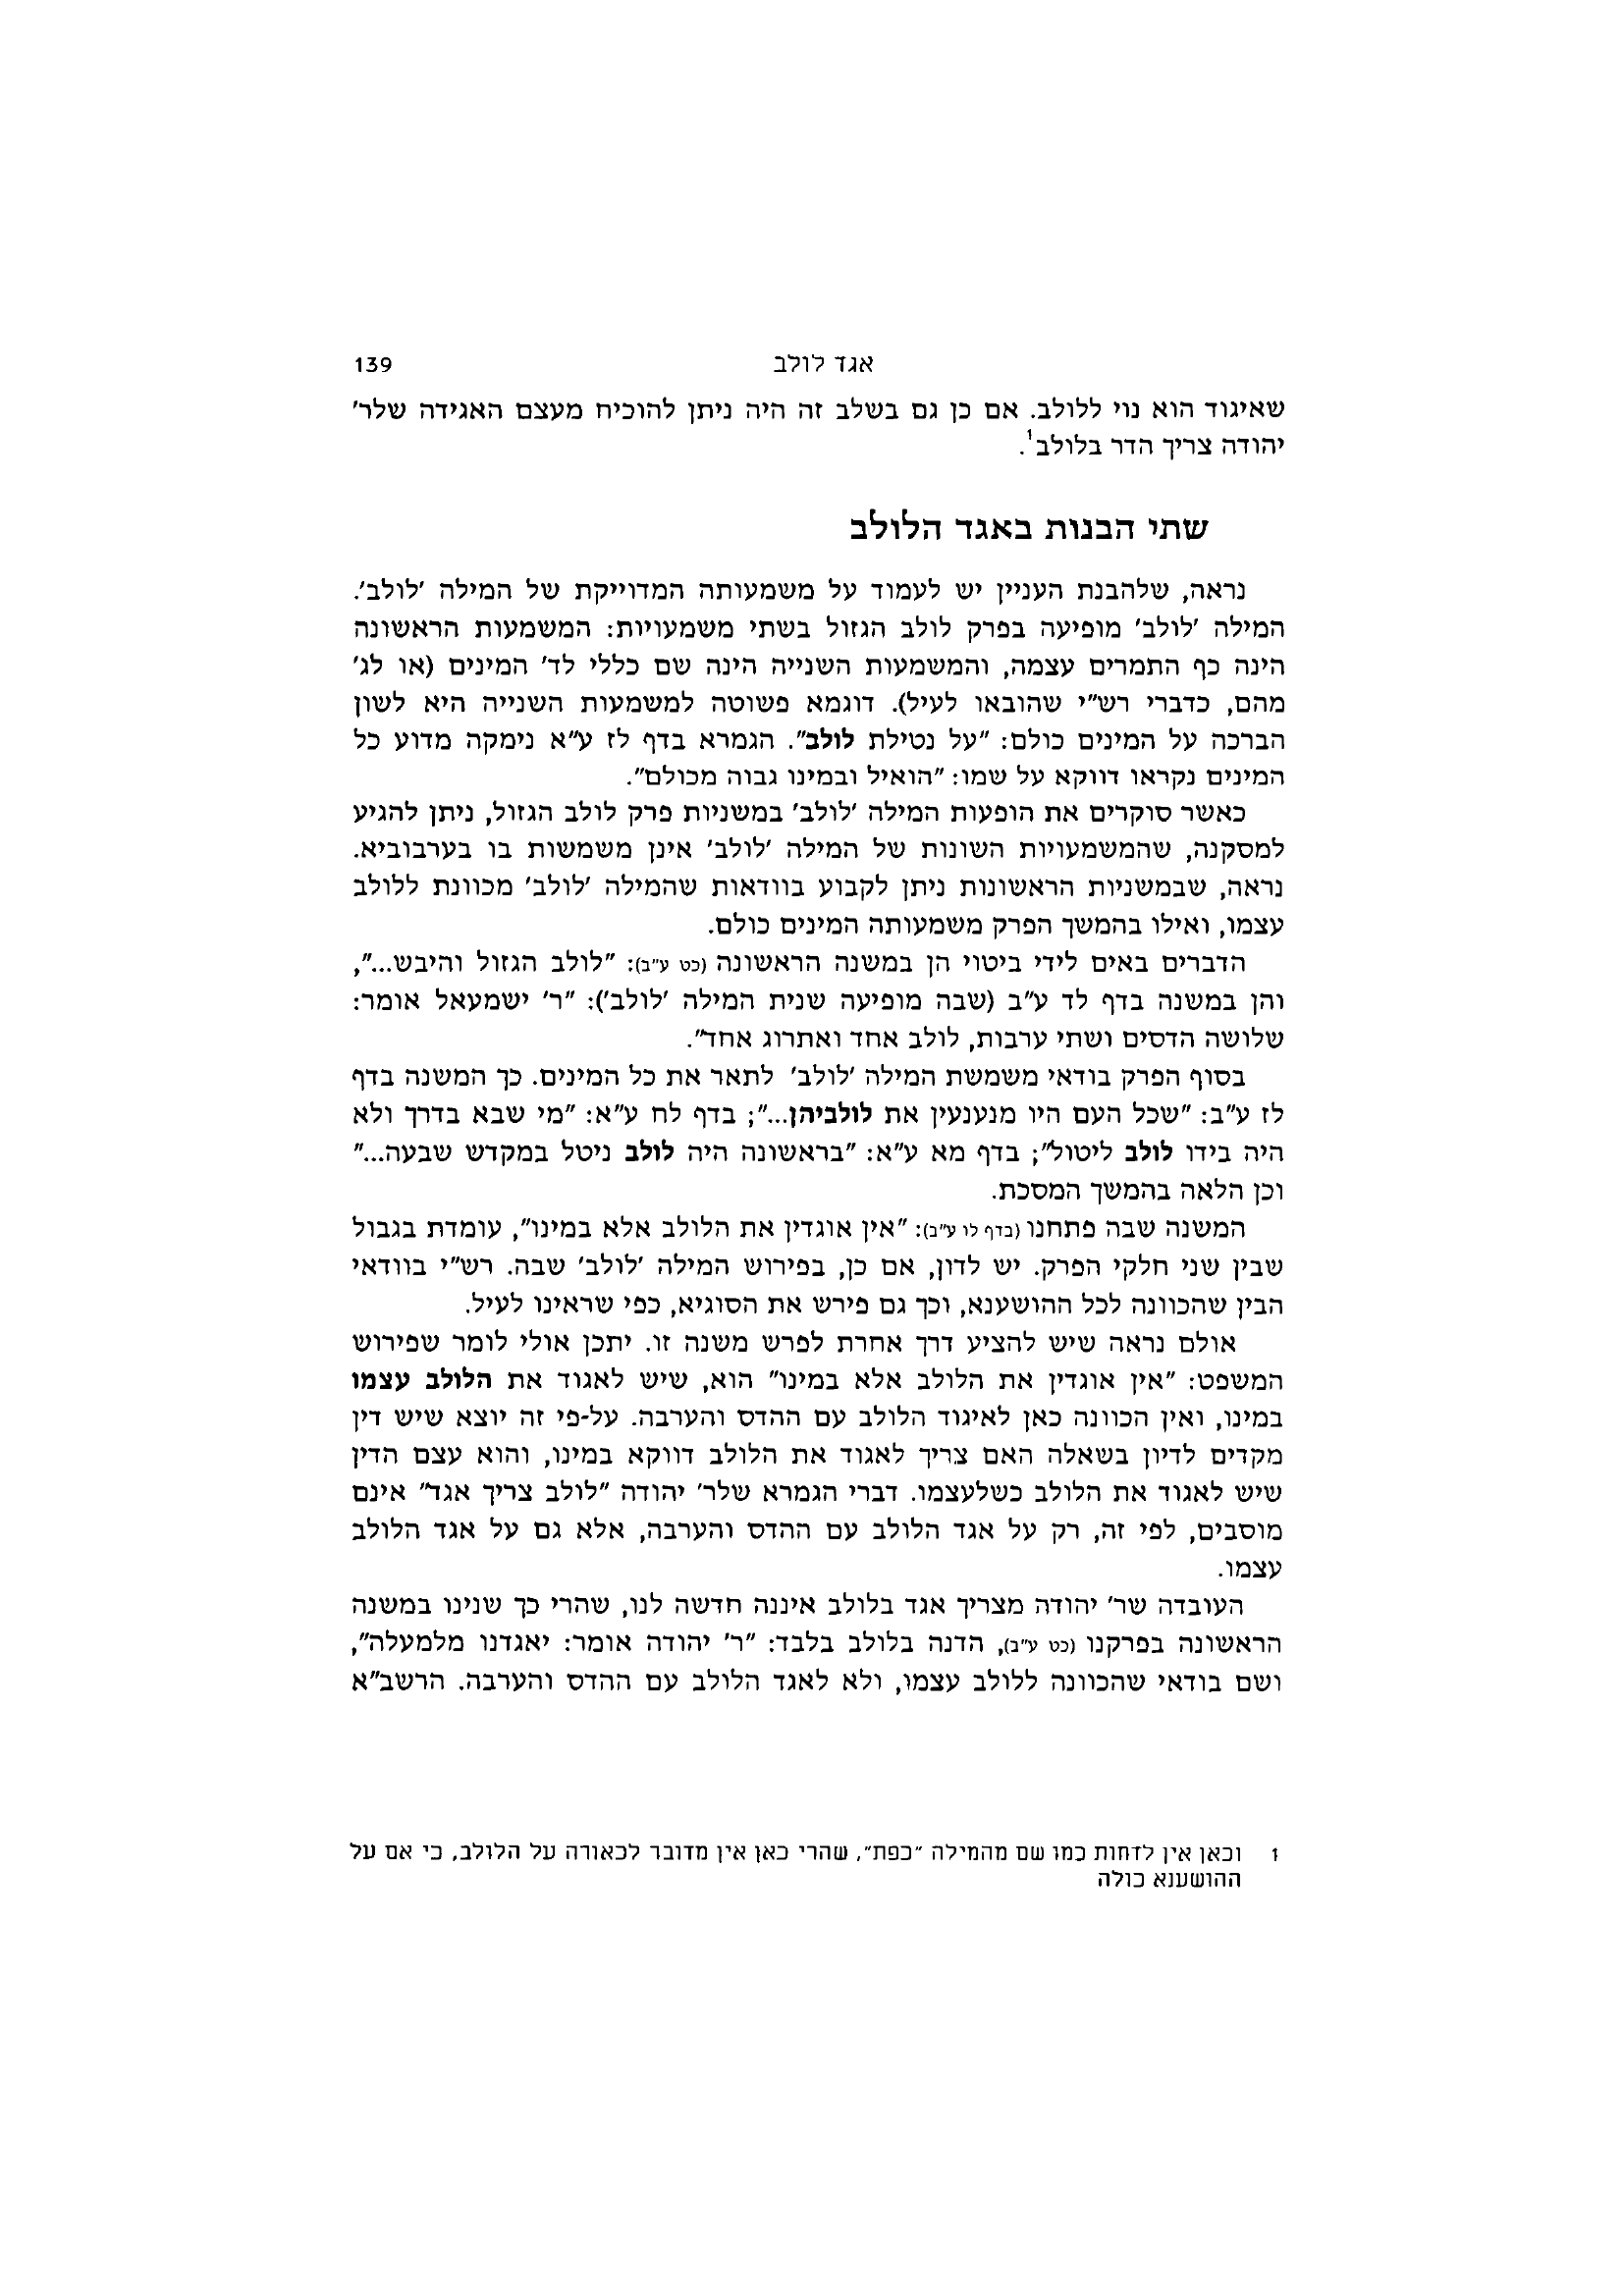 אגד לולב 139
שאיגוד הוא נוי ללולב. אם כן גם בשלב זה היה ניתן להוכיח מעצם האגידה שלר'
יהודה צריך הדר בלולב¹.
שתי הבנות באגד הלולב
נראה, שלהבנת העניין יש לעמוד על משמעותה המדוייקת של המילה 'לולב'.
המילה 'לולב' מופיעה בפרק לולב הגזול בשתי משמעויות: המשמעות הראשונה
הינה כף התמרים עצמה, והמשמעות השנייה הינה שם כללי לד' המינים (או לג'
מהם, כדברי רש"י שהובאו לעיל). דוגמא פשוטה למשמעות השנייה היא לשון
הברכה על המינים כולם: "על נטילת לולב". הגמרא בדף לז ע"א נימקה מדוע כל
המינים נקראו דווקא על שמו: "הואיל ובמינו גבוה מכולם".
כאשר סוקרים את הופעות המילה 'לולב' במשניות פרק לולב הגזול, ניתן להגיע
למסקנה, שהמשמעויות השונות של המילה 'לולב' אינן משמשות בו בערבוביא.
נראה, שבמשניות הראשונות ניתן לקבוע בוודאות שהמילה 'לולב' מכוונת ללולב
עצמו, ואילו בהמשך הפרק משמעותה המינים כולם.
הדברים באים לידי ביטוי הן במשנה הראשונה (כט ע"ב): "לולב הגזול והיבש...",
והן במשנה בדף לד ע"ב (שבה מופיעה שנית המילה 'לולב'): "ר' ישמעאל אומר:
שלושה הדסים ושתי ערבות, לולב אחד ואתרוג אחד".
בסוף הפרק בודאי משמשת המילה 'לולב' לתאר את כל המינים. כך המשנה בדף
לז ע"ב: "שכל העם היו מנענעין את לולביהן..."; בדף לח ע"א: "מי שבא בדרך ולא
היה בידו לולב ליטול"; בדף מא ע"א: "בראשונה היה לולב ניטל במקדש שבעה..."
וכן הלאה בהמשך המסכת.
המשנה שבה פתחנו (בדף לו ע"ב): "אין אוגדין את הלולב אלא במינו", עומדת בגבול
שבין שני חלקי הפרק. יש לדון, אם כן, בפירוש המילה 'לולב' שבה. רש"י בוודאי
הבין שהכוונה לכל ההושענא, וכך גם פירש את הסוגיא, כפי שראינו לעיל.
אולם נראה שיש להציע דרך אחרת לפרש משנה זו. יתכן אולי לומר שפירוש
המשפט: "אין אוגדין את הלולב אלא במינו" הוא, שיש לאגוד את הלולב עצמו
במינו, ואין הכוונה כאן לאיגוד הלולב עם ההדס והערבה. על-פי זה יוצא שיש דין
מקדים לדיון בשאלה האם צריך לאגוד את הלולב דווקא במינו, והוא עצם הדין
שיש לאגוד את הלולב כשלעצמו. דברי הגמרא שלר' יהודה "לולב צריך אגד" אינם
מוסבים, לפי זה, רק על אגד הלולב עם ההדס והערבה, אלא גם על אגד הלולב
עצמו.
העובדה שר' יהודה מצריך אגד בלולב איננה חדשה לנו, שהרי כך שנינו במשנה
הראשונה בפרקנו (כט ע"ב), הדנה בלולב בלבד: "ר' יהודה אומר: יאגדנו מלמעלה",
ושם בודאי שהכוונה ללולב עצמו, ולא לאגד הלולב עם ההדס והערבה. הרשב"א
1 וכאן אין לדחות כמו שם מהמילה "כפת", שהרי כאן אין מדובר לכאורה על הלולב, כי אם על
ההושענא כולה